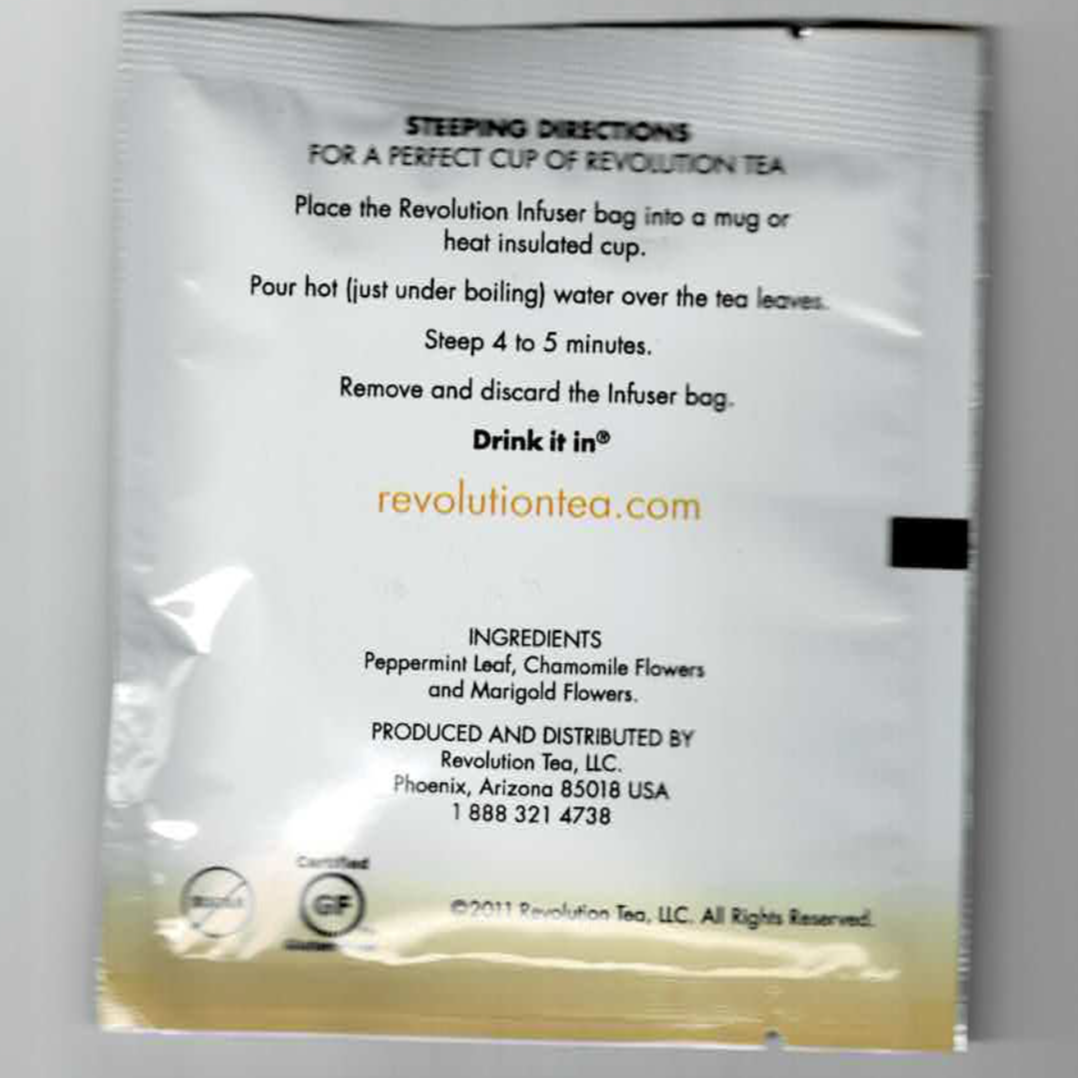 STEEPING DIRECTIONS
FOR A PERFECT CUP OF REVOLUTION TEA
Place the Revolution Infuser bag into a mug or
heat insulated cup.
Pour hot (just under boiling) water over the tea leaves.
Steep 4 to 5 minutes.
Remove and discard the Infuser bag.
Drink it in®
revolutiontea.com
INGREDIENTS
Peppermint Leaf, Chamomile Flowers
and Marigold Flowers.
PRODUCED AND DISTRIBUTED BY
Revolution Tea, LLC.
Phoenix, Arizona 85018 USA
1 888 321 4738
Certified
GF
©2011 Revolution Tea, LLC. All Rights Reserved.